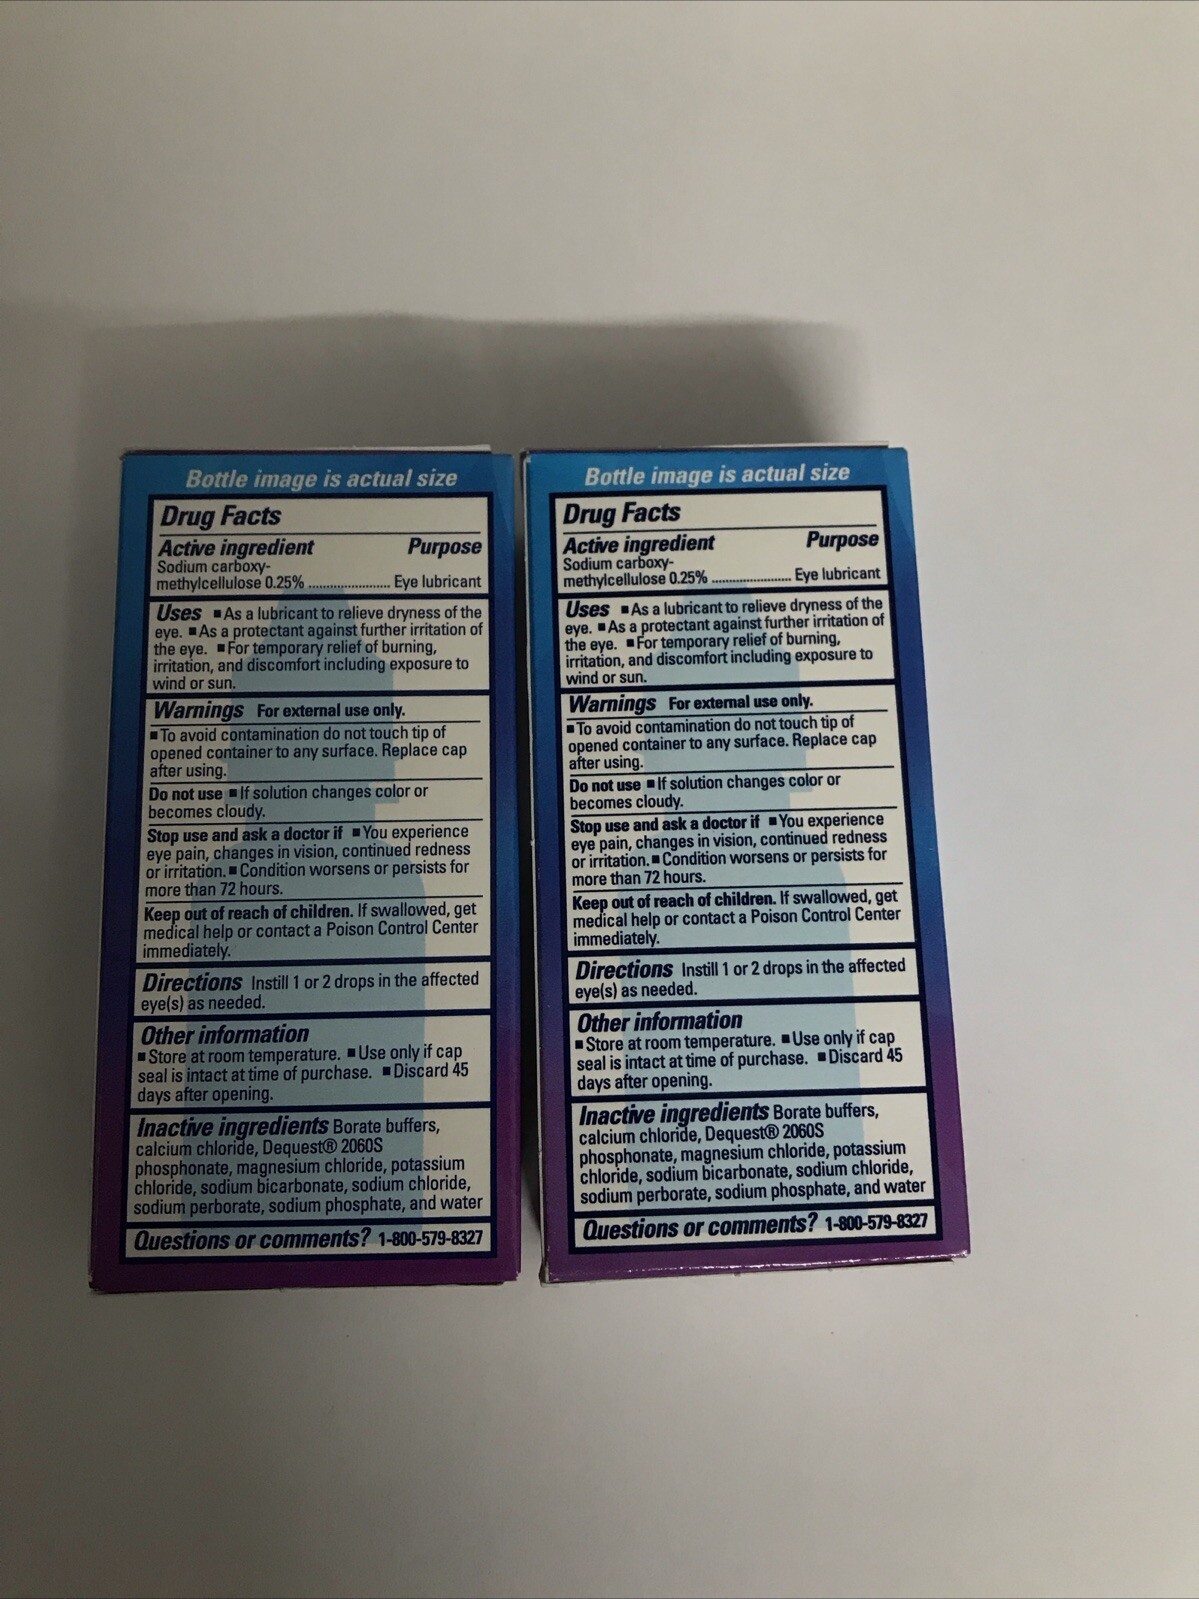 Bottle image is actual size
Drug Facts
Active ingredient Purpose
Sodium carboxy-
methylcellulose 0.25% ...................... Eye lubricant
Uses ■ As a lubricant to relieve dryness of the
eye. ■ As a protectant against further irritation of
the eye. ■ For temporary relief of burning,
irritation, and discomfort including exposure to
wind or sun.
Warnings For external use only.
■ To avoid contamination do not touch tip of
opened container to any surface. Replace cap
after using.
Do not use ■ If solution changes color or
becomes cloudy.
Stop use and ask a doctor if ■ You experience
eye pain, changes in vision, continued redness
or irritation. ■ Condition worsens or persists for
more than 72 hours.
Keep out of reach of children. If swallowed, get
medical help or contact a Poison Control Center
immediately.
Directions Instill 1 or 2 drops in the affected
eye(s) as needed.
Other information
■ Store at room temperature. ■ Use only if cap
seal is intact at time of purchase. ■ Discard 45
days after opening.
Inactive ingredients Borate buffers,
calcium chloride, Dequest® 2060S
phosphonate, magnesium chloride, potassium
chloride, sodium bicarbonate, sodium chloride,
sodium perborate, sodium phosphate, and water
Questions or comments? 1-800-579-8327
Bottle image is actual size
Drug Facts
Active ingredient Purpose
Sodium carboxy-
methylcellulose 0.25% ...................... Eye lubricant
Uses ■ As a lubricant to relieve dryness of the
eye. ■ As a protectant against further irritation of
the eye. ■ For temporary relief of burning,
irritation, and discomfort including exposure to
wind or sun.
Warnings For external use only.
■ To avoid contamination do not touch tip of
opened container to any surface. Replace cap
after using.
Do not use ■ If solution changes color or
becomes cloudy.
Stop use and ask a doctor if ■ You experience
eye pain, changes in vision, continued redness
or irritation. ■ Condition worsens or persists for
more than 72 hours.
Keep out of reach of children. If swallowed, get
medical help or contact a Poison Control Center
immediately.
Directions Instill 1 or 2 drops in the affected
eye(s) as needed.
Other information
■ Store at room temperature. ■ Use only if cap
seal is intact at time of purchase. ■ Discard 45
days after opening.
Inactive ingredients Borate buffers,
calcium chloride, Dequest® 2060S
phosphonate, magnesium chloride, potassium
chloride, sodium bicarbonate, sodium chloride,
sodium perborate, sodium phosphate, and water
Questions or comments? 1-800-579-8327